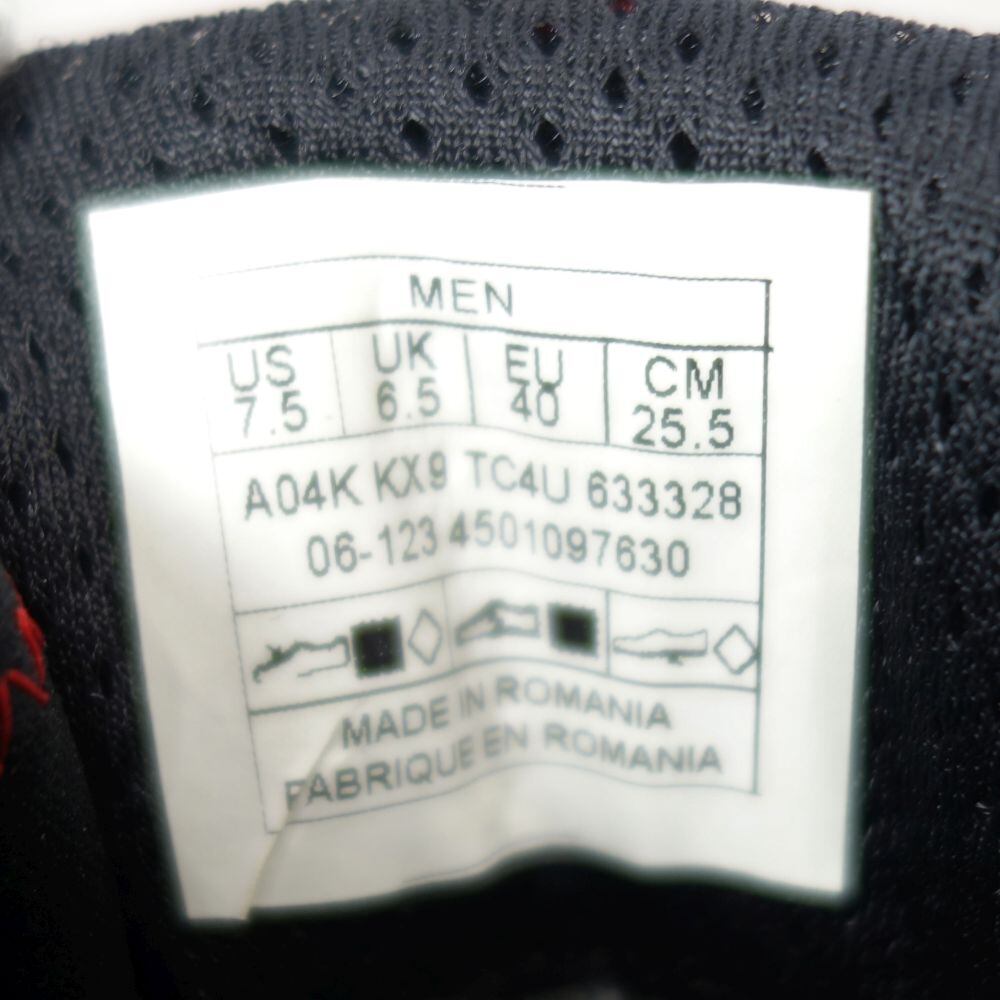 MEN
US UK EU CM
7.5 6.5 40 25.5
A04K KX9 TC4U 633328
06-123 4501097630
MADE IN ROMANIA
FABRIQUE EN ROMANIA